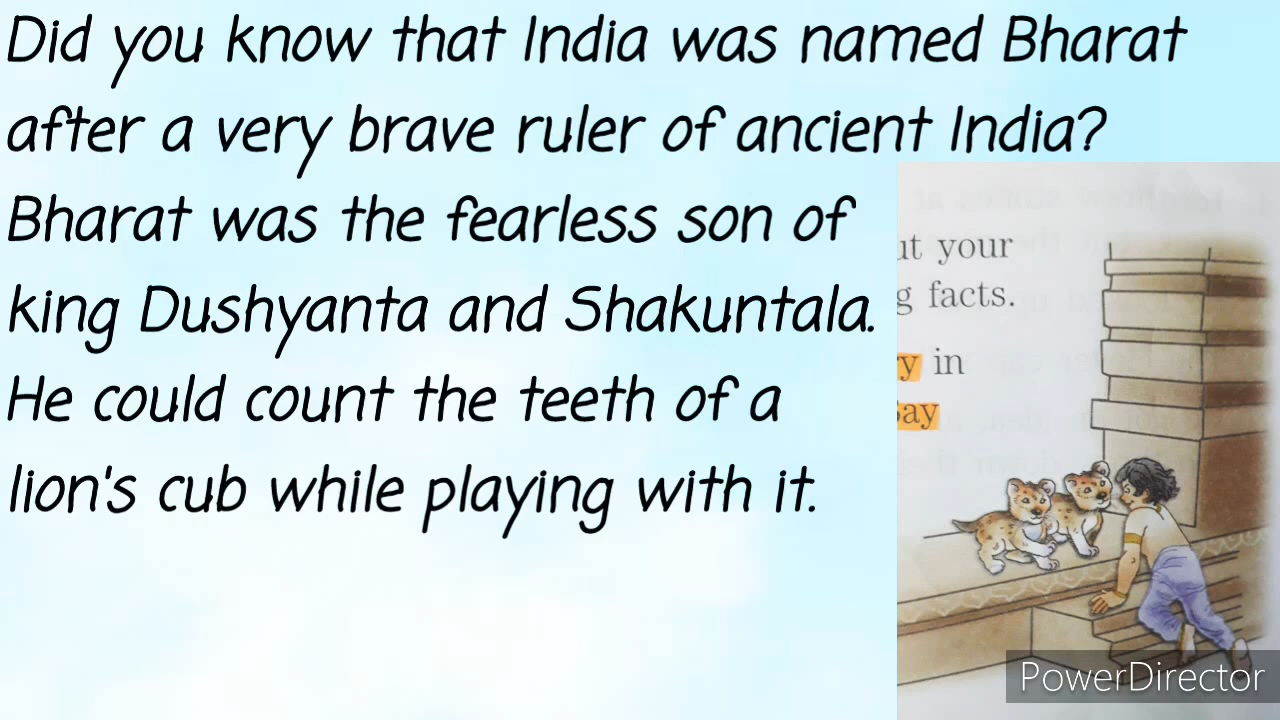 Did you know that India was named Bharat
after a very brave ruler of ancient India?
Bharat was the fearless son of
king Dushyanta and Shakuntala.
He could count the teeth of a
lion's cub while playing with it.
your
facts.
in
say
PowerDirector